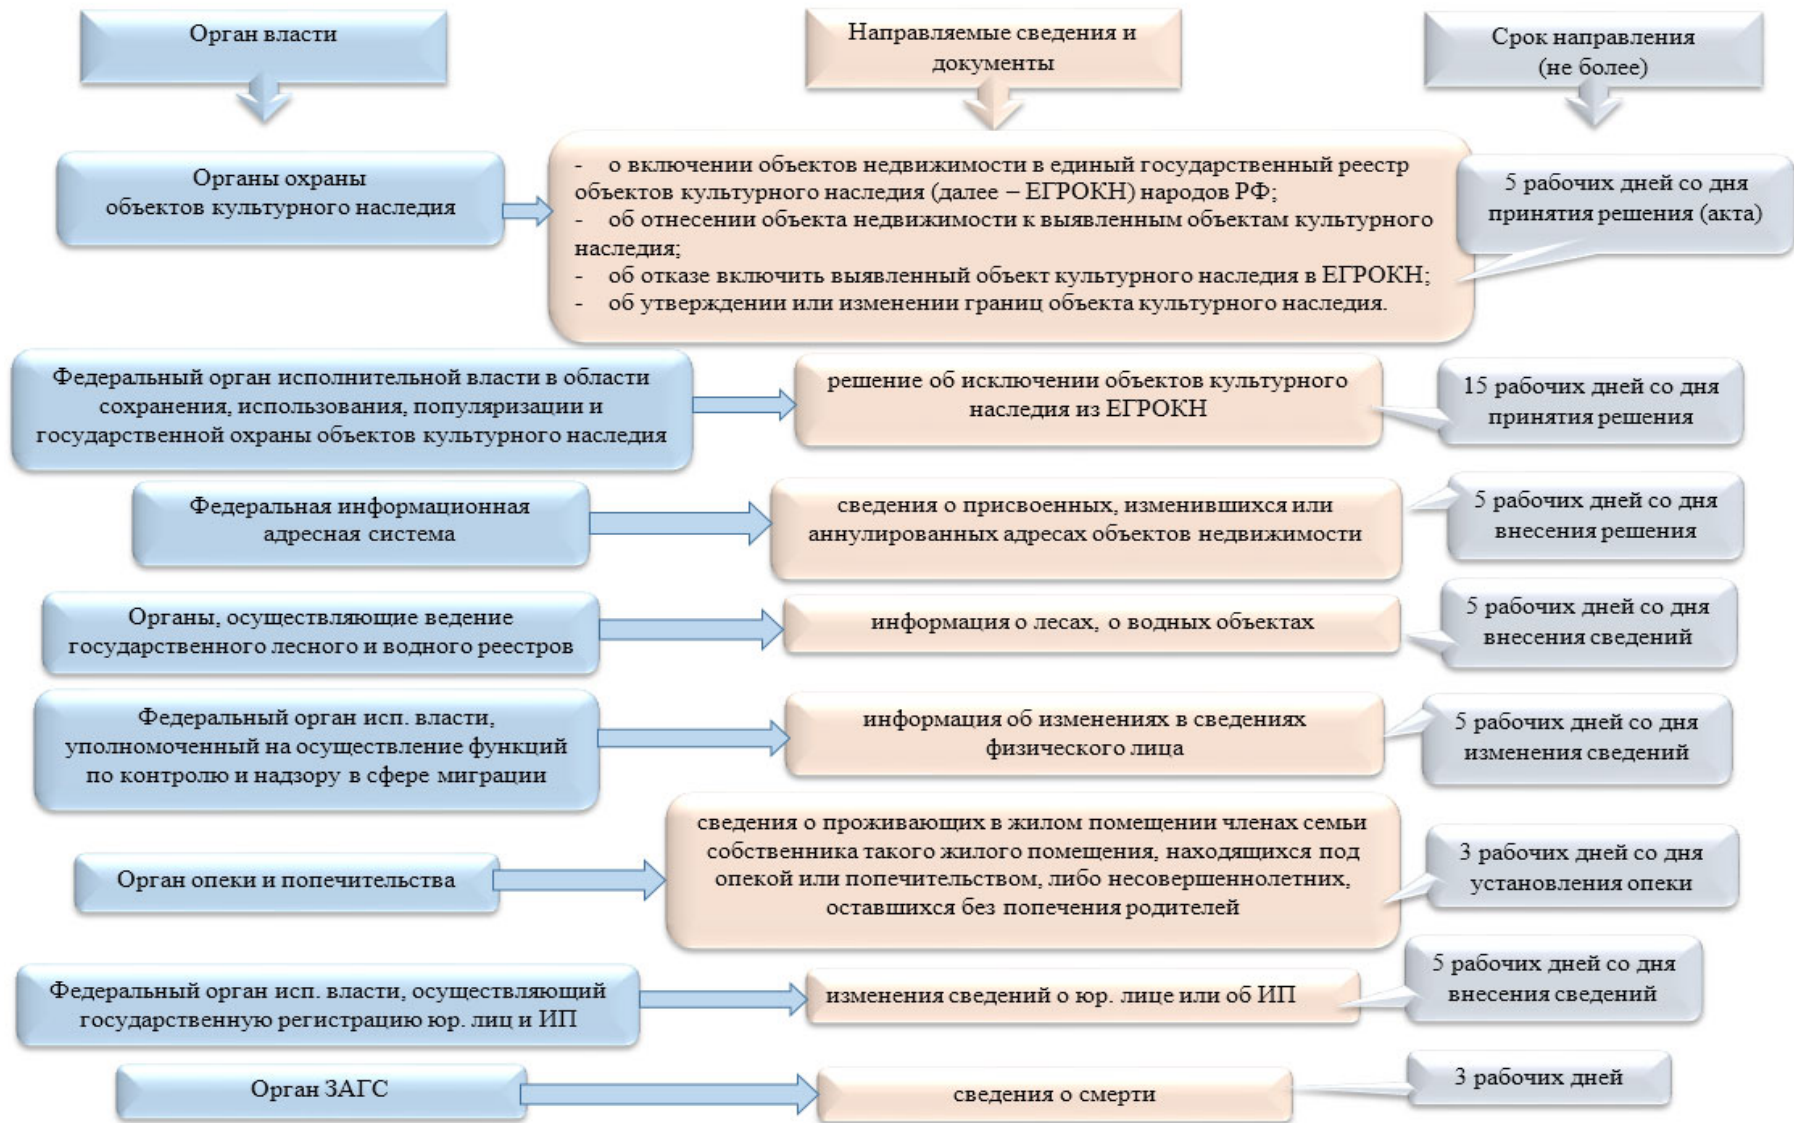 Орган власти
Направляемые сведения и
документы
Срок направления
(не более)
Органы охраны
объектов культурного наследия
- о включении объектов недвижимости в единый государственный реестр
объектов культурного наследия (далее – ЕГРОКН) народов РФ;
- об отнесении объекта недвижимости к выявленным объектам культурного
наследия;
- об отказе включить выявленный объект культурного наследия в ЕГРОКН;
- об утверждении или изменении границ объекта культурного наследия.
5 рабочих дней со дня
принятия решения (акта)
Федеральный орган исполнительной власти в области
сохранения, использования, популяризации и
государственной охраны объектов культурного наследия
решение об исключении объектов культурного
наследия из ЕГРОКН
15 рабочих дней со дня
принятия решения
Федеральная информационная
адресная система
сведения о присвоенных, изменившихся или
аннулированных адресах объектов недвижимости
5 рабочих дней со дня
внесения решения
Органы, осуществляющие ведение
государственного лесного и водного реестров
информация о лесах, о водных объектах
5 рабочих дней со дня
внесения сведений
Федеральный орган исп. власти,
уполномоченный на осуществление функций
по контролю и надзору в сфере миграции
информация об изменениях в сведениях
физического лица
5 рабочих дней со дня
изменения сведений
Орган опеки и попечительства
сведения о проживающих в жилом помещении членах семьи
собственника такого жилого помещения, находящихся под
опекой или попечительством, либо несовершеннолетних,
оставшихся без попечения родителей
3 рабочих дней со дня
установления опеки
Федеральный орган исп. власти, осуществляющий
государственную регистрацию юр. лиц и ИП
изменения сведений о юр. лице или об ИП
5 рабочих дней со дня
внесения сведений
Орган ЗАГС
сведения о смерти
3 рабочих дней